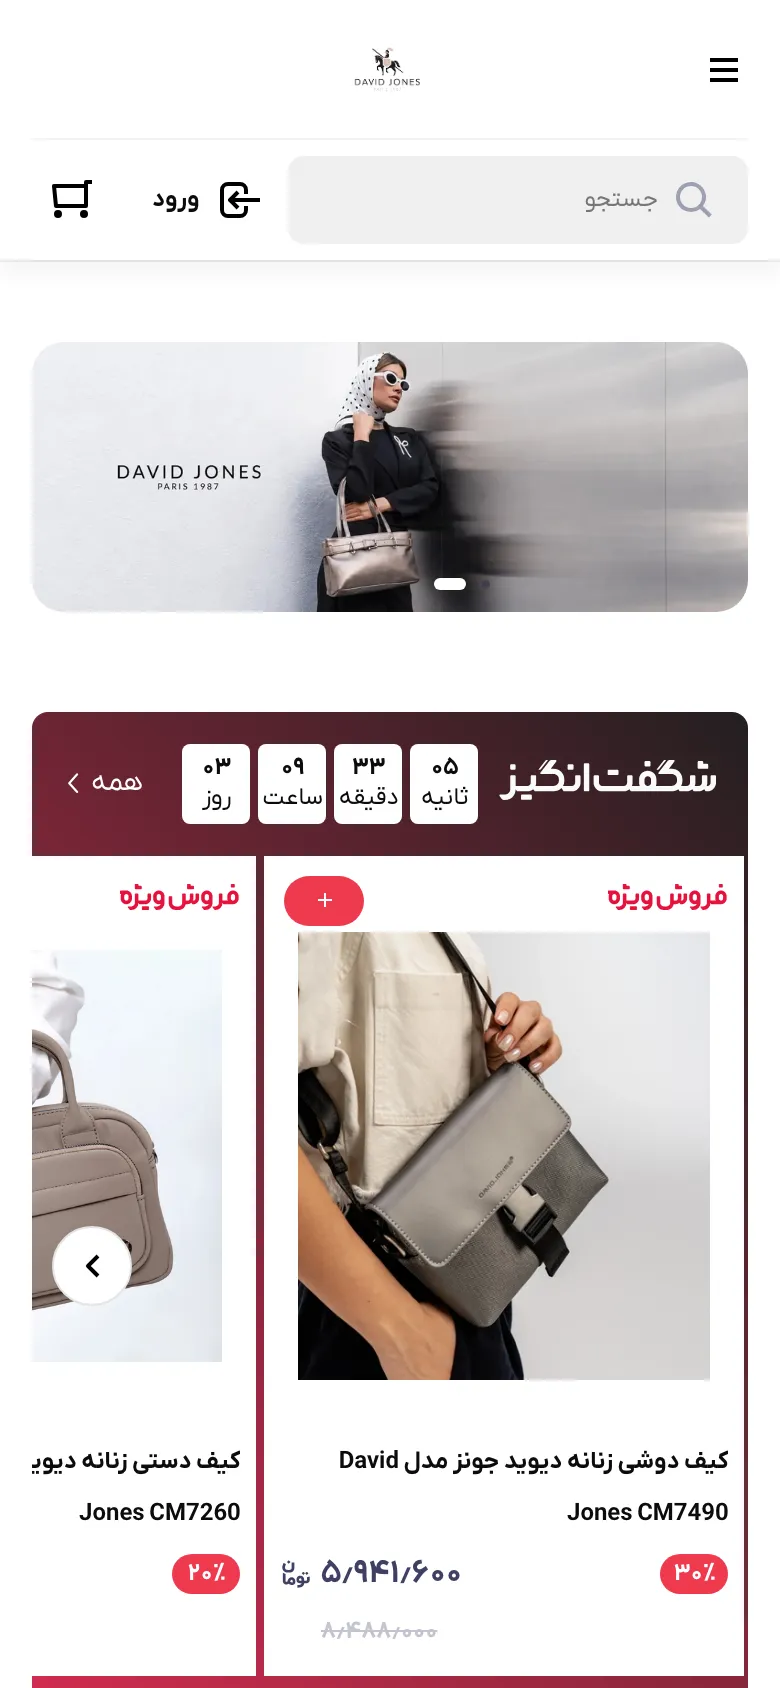 DAVID JONES
جستجو
ورود
DAVID JONES
PARIS 1987
شگفت‌انگیز
۰۵ ۳۳ ۰۹ ۰۳
ثانیه دقیقه ساعت روز
همه
فروش ویژه
+
DAVID JONES
کیف دوشی زنانه دیوید جونز مدل David
Jones CM7490
۳۰٪
۵٫۹۴۱٫۶۰۰ تومان
۸٫۴۸۸٫۰۰۰
فروش ویژه
کیف دستی زنانه دیوید
Jones CM7260
۲۰٪